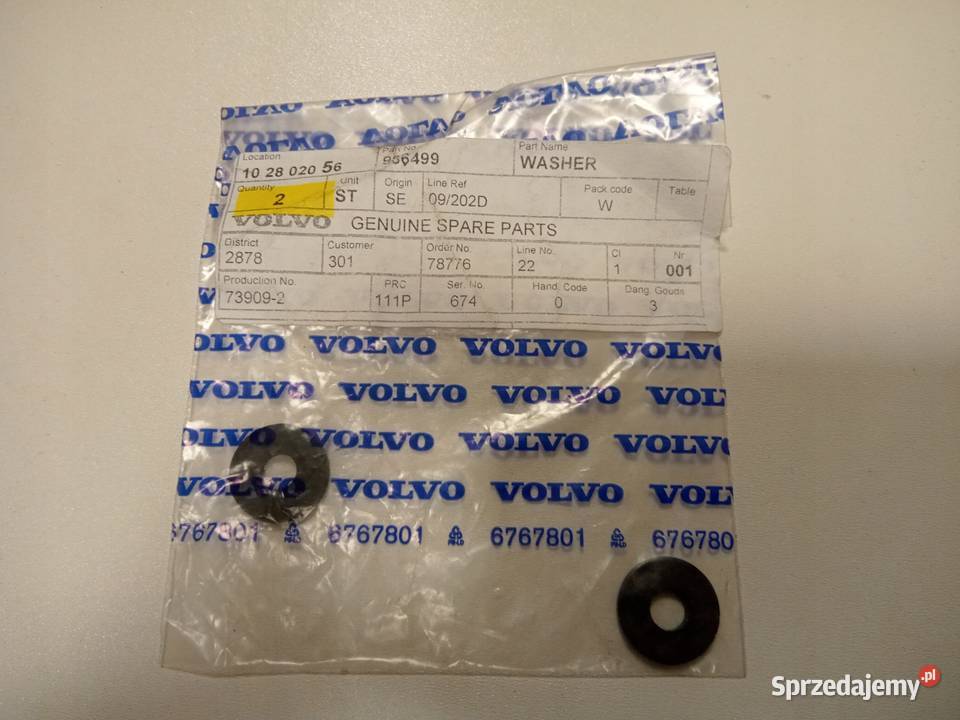 VOLVO VOLVO VOLVO
VOLVO VOLVO VOLVO
Location Part No. Part Name
10 28 020 56 956499 WASHER
Quantity Unit Origin Line Ref Pack code Table
2 ST SE 09/202D W
VOLVO GENUINE SPARE PARTS
District Customer Order No. Line No. Cl Nr
2878 301 78776 22 1 001
Production No. PRC Ser. No. Hand. Code Dang. Goods
73909-2 111P 674 0 3
VOLVO VOLVO VOLVO VOLVO
VOLVO VOLVO VOLVO VOL
VOLVO VOLVO VOLVO VOLVO
VOLVO VOLVO VOLVO VOL
6767801 6767801 6767801 676780
Sprzedajemy.pl